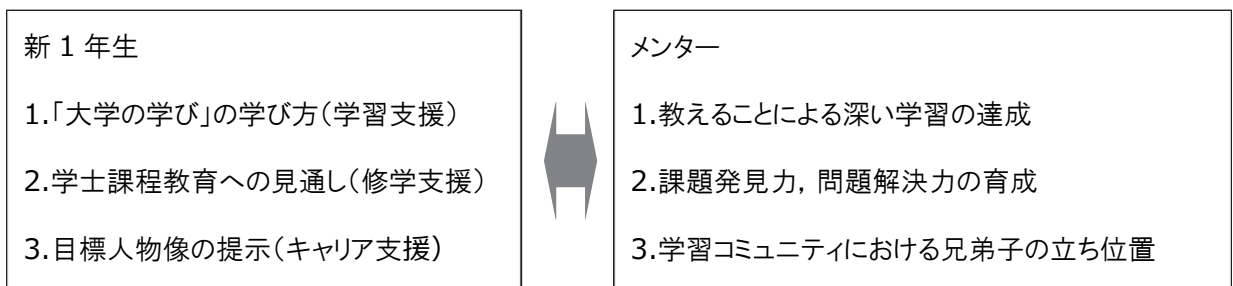 新 1 年生
1.「大学の学び」の学び方(学習支援)
2.学士課程教育への見通し(修学支援)
3.目標人物像の提示(キャリア支援)
メンター
1.教えることによる深い学習の達成
2.課題発見力, 問題解決力の育成
3.学習コミュニティにおける兄弟子の立ち位置